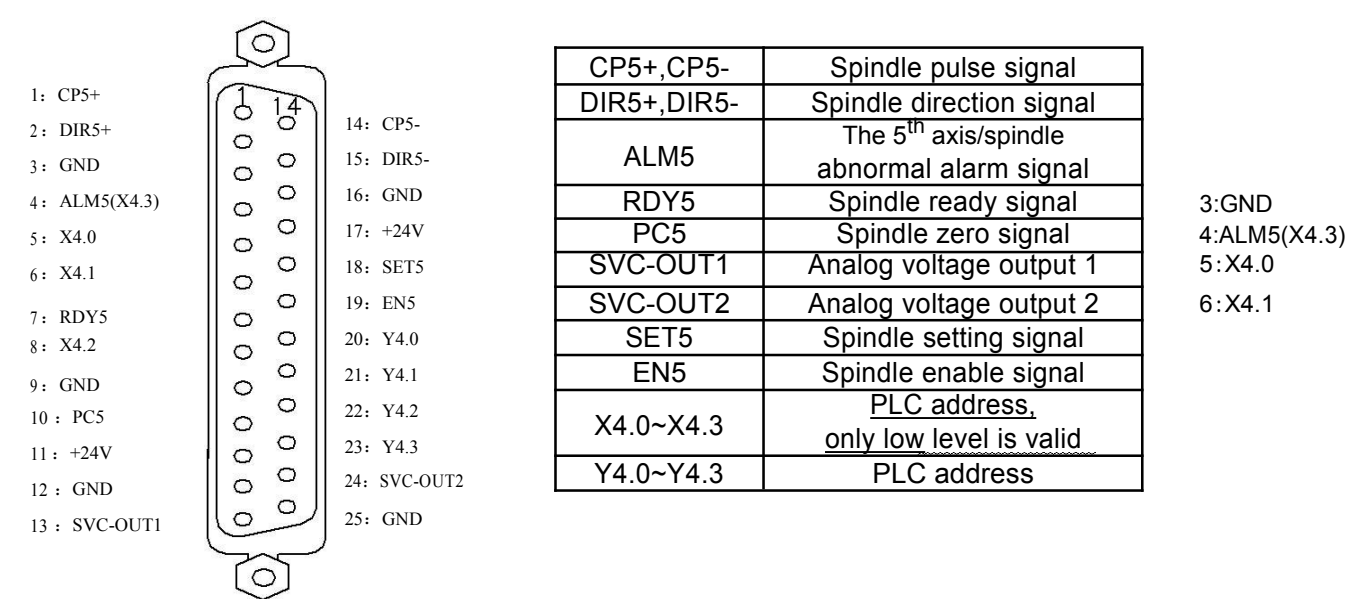 1: CP5+
2: DIR5+
3: GND
4: ALM5(X4.3)
5: X4.0
6: X4.1
7: RDY5
8: X4.2
9: GND
10: PC5
11: +24V
12: GND
13: SVC-OUT1
1
14
14: CP5-
15: DIR5-
16: GND
17: +24V
18: SET5
19: EN5
20: Y4.0
21: Y4.1
22: Y4.2
23: Y4.3
24: SVC-OUT2
25: GND
CP5+,CP5- Spindle pulse signal
DIR5+,DIR5- Spindle direction signal
ALM5 The 5th axis/spindle
abnormal alarm signal
RDY5 Spindle ready signal
PC5 Spindle zero signal
SVC-OUT1 Analog voltage output 1
SVC-OUT2 Analog voltage output 2
SET5 Spindle setting signal
EN5 Spindle enable signal
X4.0~X4.3 PLC address,
only low level is valid
Y4.0~Y4.3 PLC address
3:GND
4:ALM5(X4.3)
5:X4.0
6:X4.1